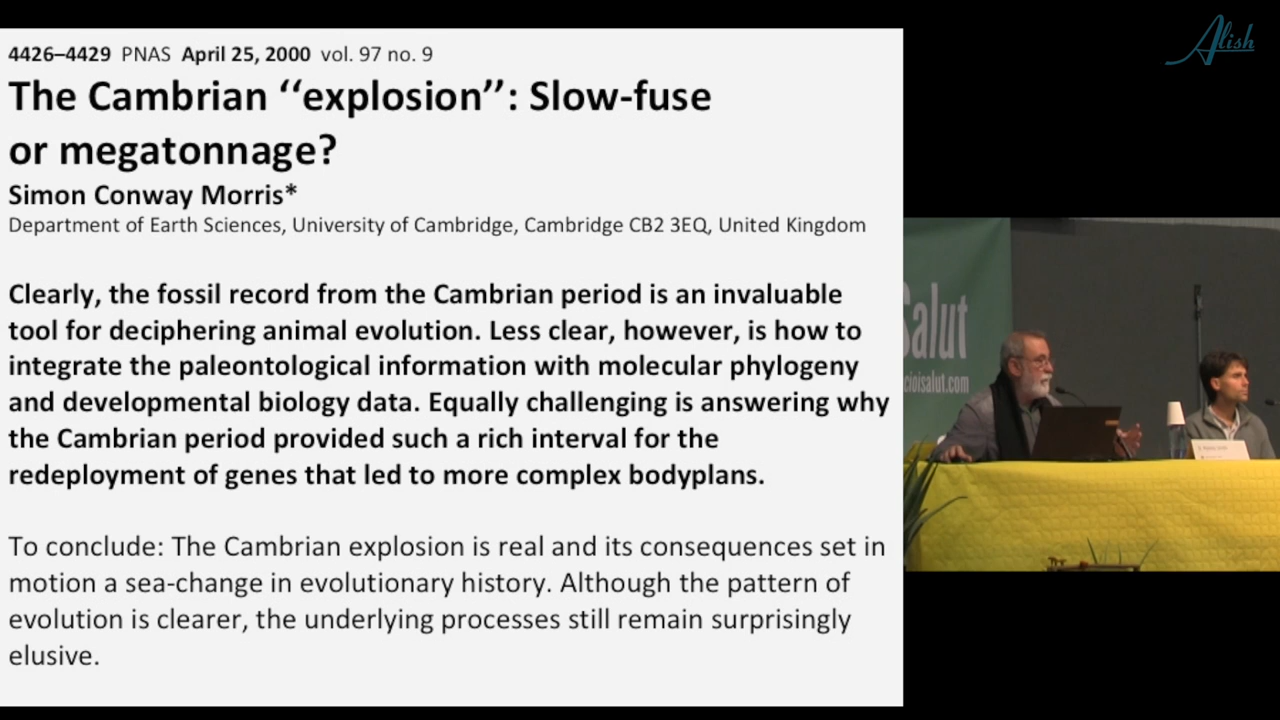 4426–4429 PNAS April 25, 2000 vol. 97 no. 9
The Cambrian ‘‘explosion’’: Slow-fuse
or megatonnage?
Simon Conway Morris*
Department of Earth Sciences, University of Cambridge, Cambridge CB2 3EQ, United Kingdom
Clearly, the fossil record from the Cambrian period is an invaluable
tool for deciphering animal evolution. Less clear, however, is how to
integrate the paleontological information with molecular phylogeny
and developmental biology data. Equally challenging is answering why
the Cambrian period provided such a rich interval for the
redeployment of genes that led to more complex bodyplans.
To conclude: The Cambrian explosion is real and its consequences set in
motion a sea-change in evolutionary history. Although the pattern of
evolution is clearer, the underlying processes still remain surprisingly
elusive.
Alish
Salut
cioisalut.com